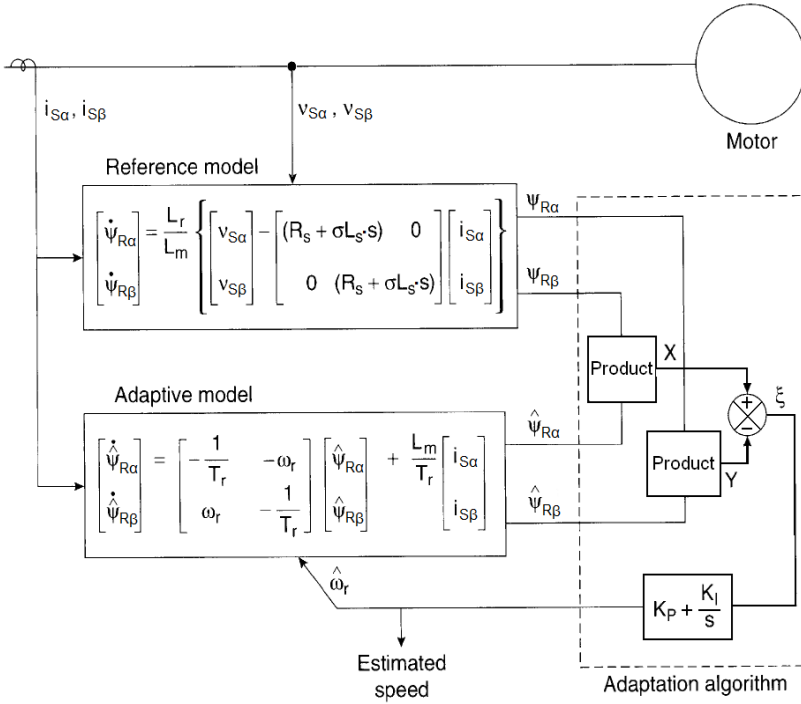 i_Sα, i_Sβ
v_Sα, v_Sβ
Motor
Reference model
[ψ̇_Rα; ψ̇_Rβ] = L_r/L_m { [v_Sα; v_Sβ] − [(R_s + σL_s·s) 0; 0 (R_s + σL_s·s)] [i_Sα; i_Sβ] }
ψ_Rα
ψ_Rβ
Product
X
ξ
+
−
Adaptive model
[ψ̂̇_Rα; ψ̂̇_Rβ] = [−1/T_r −ω_r; ω_r −1/T_r] [ψ̂_Rα; ψ̂_Rβ] + L_m/T_r [i_Sα; i_Sβ]
ψ̂_Rα
ψ̂_Rβ
Product
Y
ω̂_r
K_P + K_I/s
Estimated
speed
Adaptation algorithm